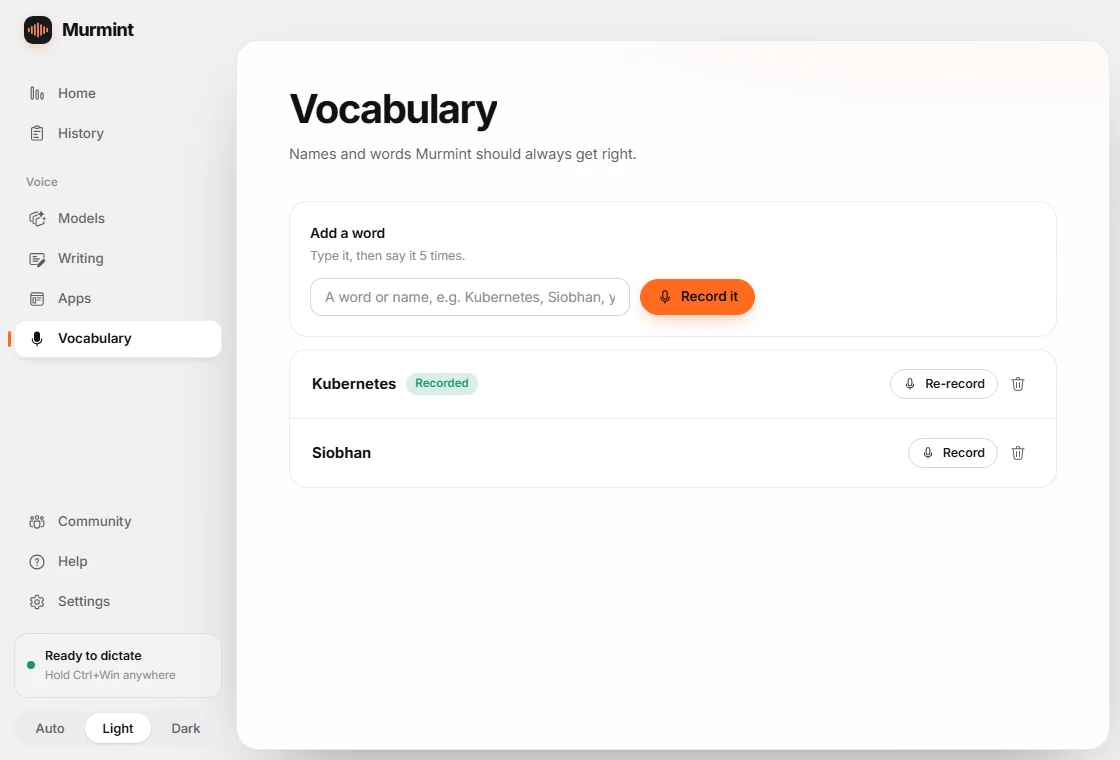 Murmint
Home
History
Voice
Models
Writing
Apps
Vocabulary
Community
Help
Settings
Ready to dictate
Hold Ctrl+Win anywhere
Auto Light Dark
Vocabulary
Names and words Murmint should always get right.
Add a word
Type it, then say it 5 times.
A word or name, e.g. Kubernetes, Siobhan, y
Record it
Kubernetes Recorded Re-record
Siobhan Record